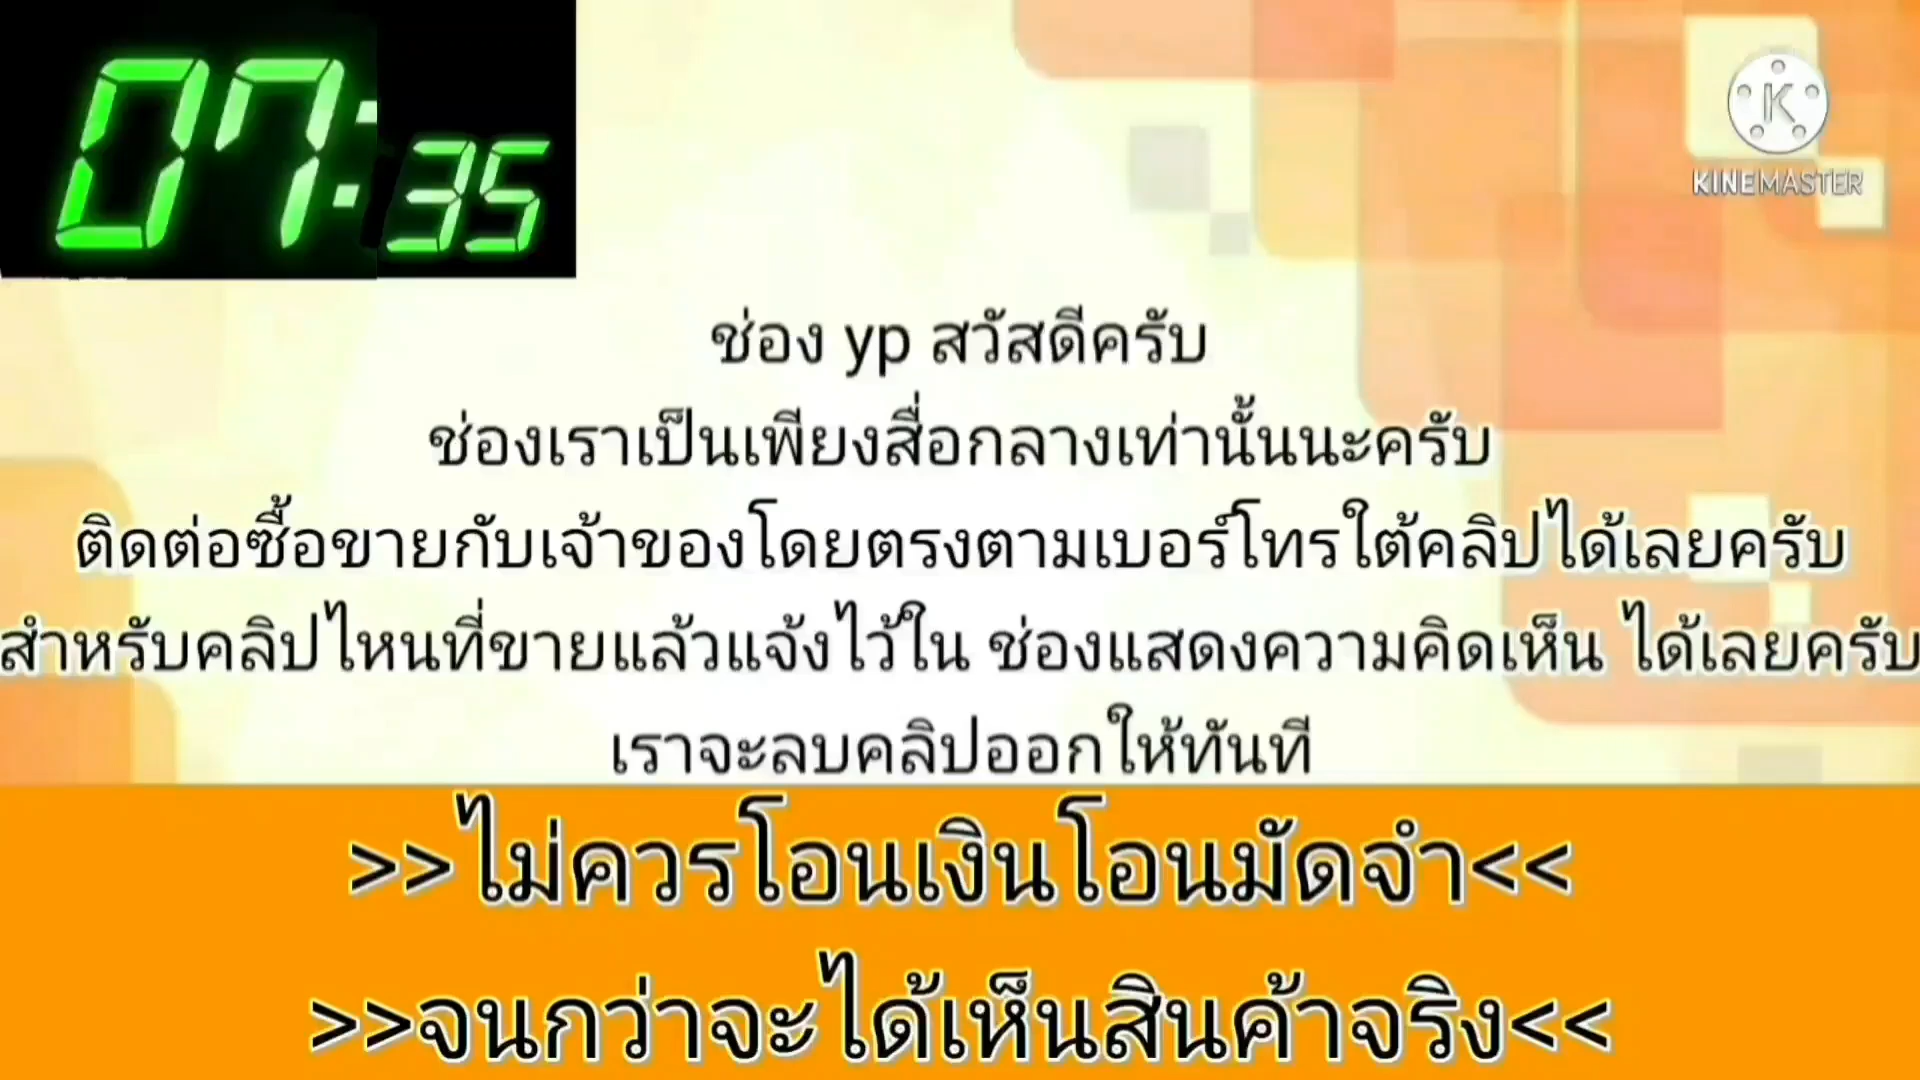 07:35
KINEMASTER
ช่อง yp สวัสดีครับ
ช่องเราเป็นเพียงสื่อกลางเท่านั้นนะครับ
ติดต่อซื้อขายกับเจ้าของโดยตรงตามเบอร์โทรใต้คลิปได้เลยครับ
สำหรับคลิปไหนที่ขายแล้วแจ้งไว้ใน ช่องแสดงความคิดเห็น ได้เลยครับ
เราจะลบคลิปออกให้ทันที
>>ไม่ควรโอนเงินโอนมัดจำ<<
>>จนกว่าจะได้เห็นสินค้าจริง<<